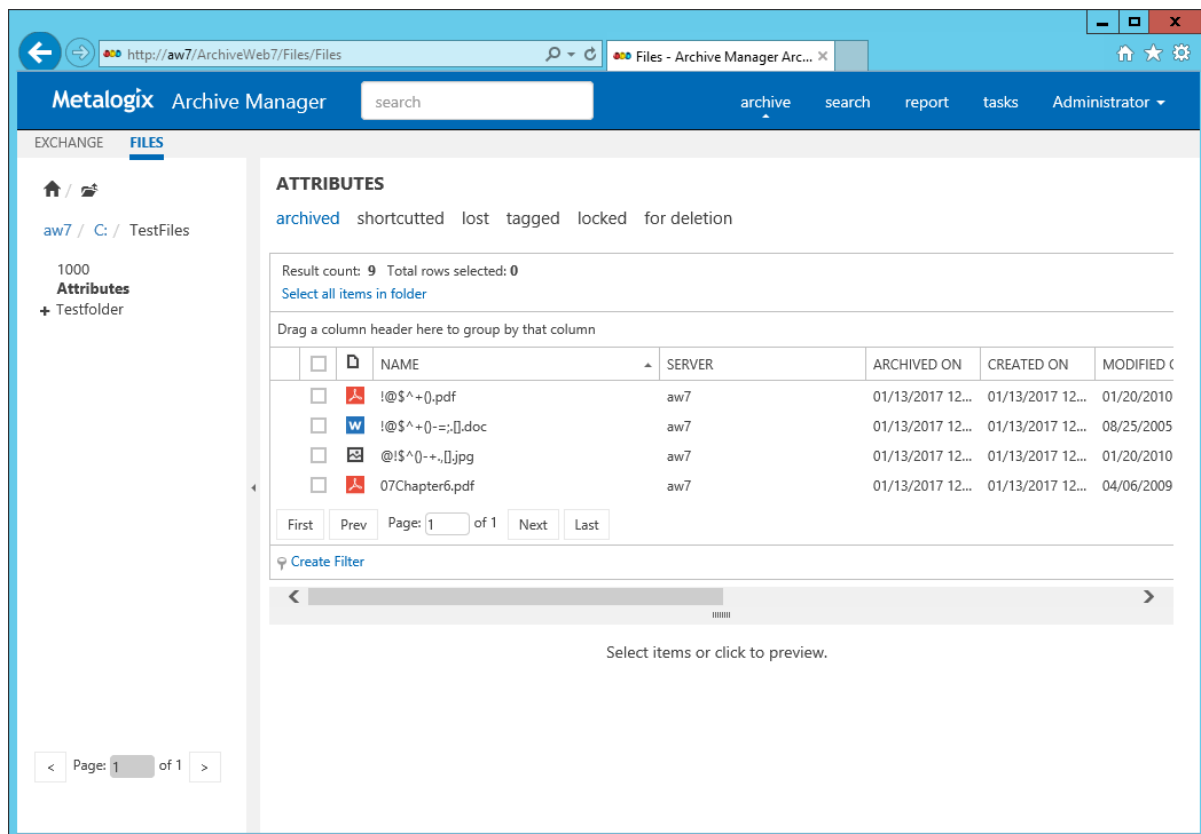 http://aw7/ArchiveWeb7/Files/Files
Files - Archive Manager Arc...
Metalogix Archive Manager
search
archive search report tasks Administrator
EXCHANGE FILES
aw7 / C: / TestFiles
1000
Attributes
+ Testfolder
< Page: 1 of 1 >
ATTRIBUTES
archived shortcutted lost tagged locked for deletion
Result count: 9 Total rows selected: 0
Select all items in folder
Drag a column header here to group by that column
NAME SERVER ARCHIVED ON CREATED ON MODIFIED
!@$^+().pdf aw7 01/13/2017 12... 01/13/2017 12... 01/20/2010
!@$^+()-=;.[].doc aw7 01/13/2017 12... 01/13/2017 12... 08/25/2005
@!$^()-+.,[].jpg aw7 01/13/2017 12... 01/13/2017 12... 01/20/2010
07Chapter6.pdf aw7 01/13/2017 12... 01/13/2017 12... 04/06/2009
First Prev Page: 1 of 1 Next Last
Create Filter
Select items or click to preview.